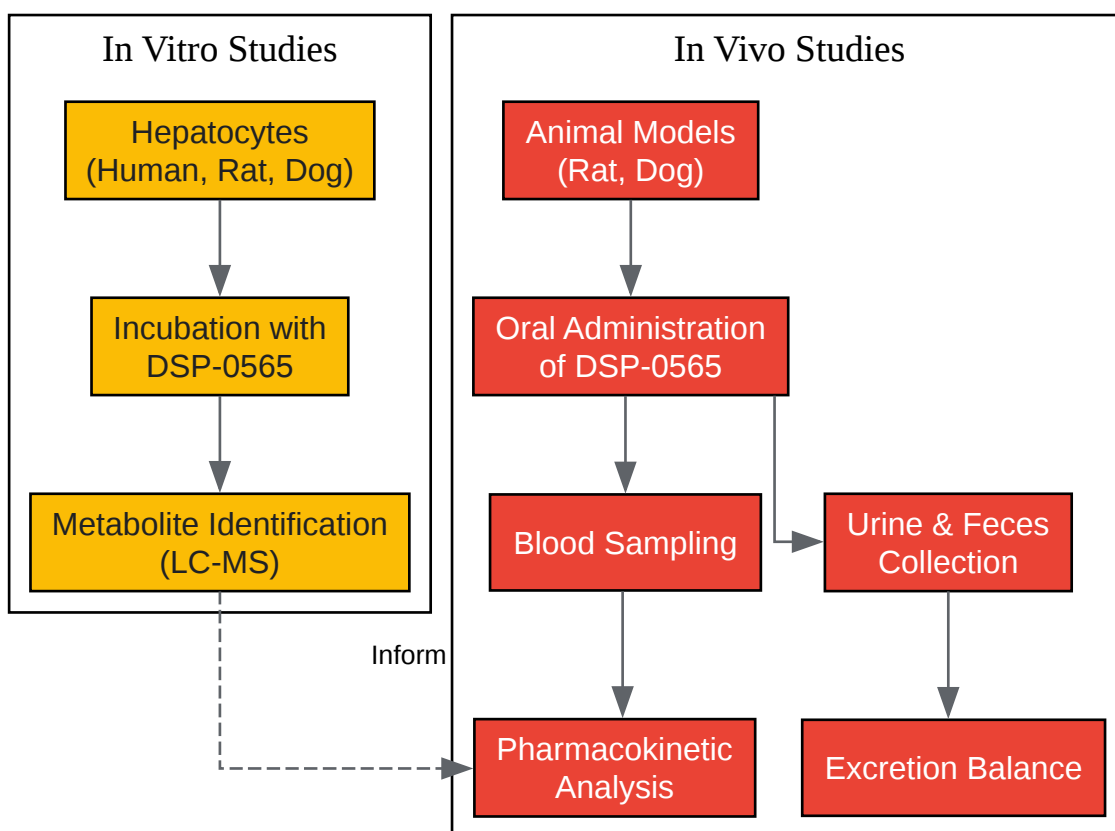 In Vitro Studies
Hepatocytes
(Human, Rat, Dog)
Incubation with
DSP-0565
Metabolite Identification
(LC-MS)
Inform
In Vivo Studies
Animal Models
(Rat, Dog)
Oral Administration
of DSP-0565
Blood Sampling
Urine & Feces
Collection
Pharmacokinetic
Analysis
Excretion Balance